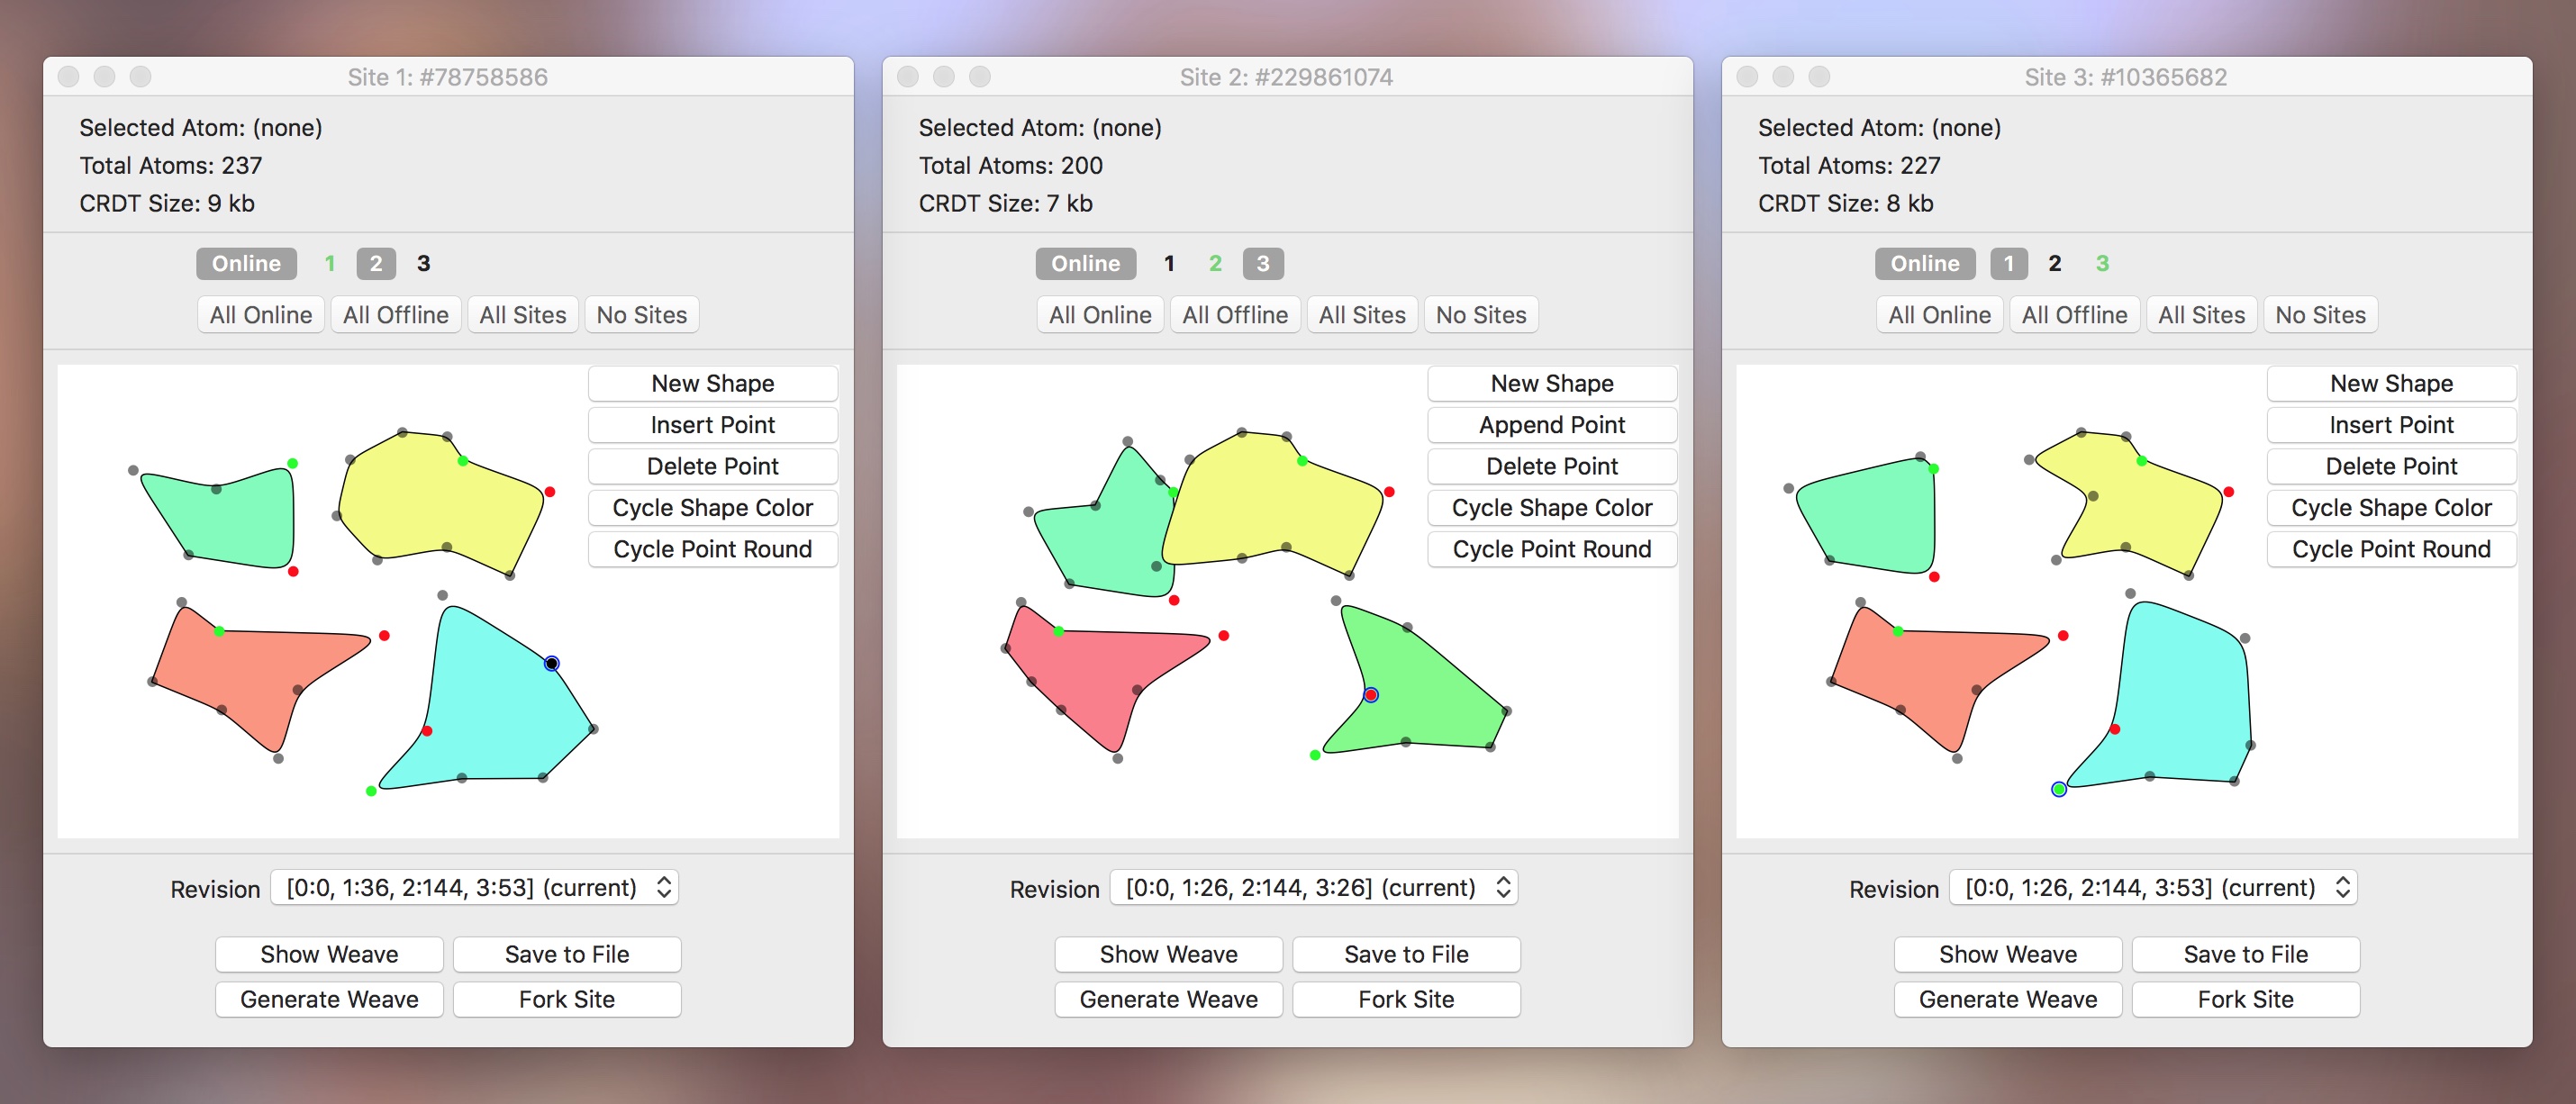 Site 1: #78758586
Selected Atom: (none)
Total Atoms: 237
CRDT Size: 9 kb
Online 1 2 3
All Online All Offline All Sites No Sites
New Shape
Insert Point
Delete Point
Cycle Shape Color
Cycle Point Round
Revision [0:0, 1:36, 2:144, 3:53] (current)
Show Weave Save to File
Generate Weave Fork Site
Site 2: #229861074
Selected Atom: (none)
Total Atoms: 200
CRDT Size: 7 kb
Online 1 2 3
All Online All Offline All Sites No Sites
New Shape
Append Point
Delete Point
Cycle Shape Color
Cycle Point Round
Revision [0:0, 1:26, 2:144, 3:26] (current)
Show Weave Save to File
Generate Weave Fork Site
Site 3: #10365682
Selected Atom: (none)
Total Atoms: 227
CRDT Size: 8 kb
Online 1 2 3
All Online All Offline All Sites No Sites
New Shape
Insert Point
Delete Point
Cycle Shape Color
Cycle Point Round
Revision [0:0, 1:26, 2:144, 3:53] (current)
Show Weave Save to File
Generate Weave Fork Site